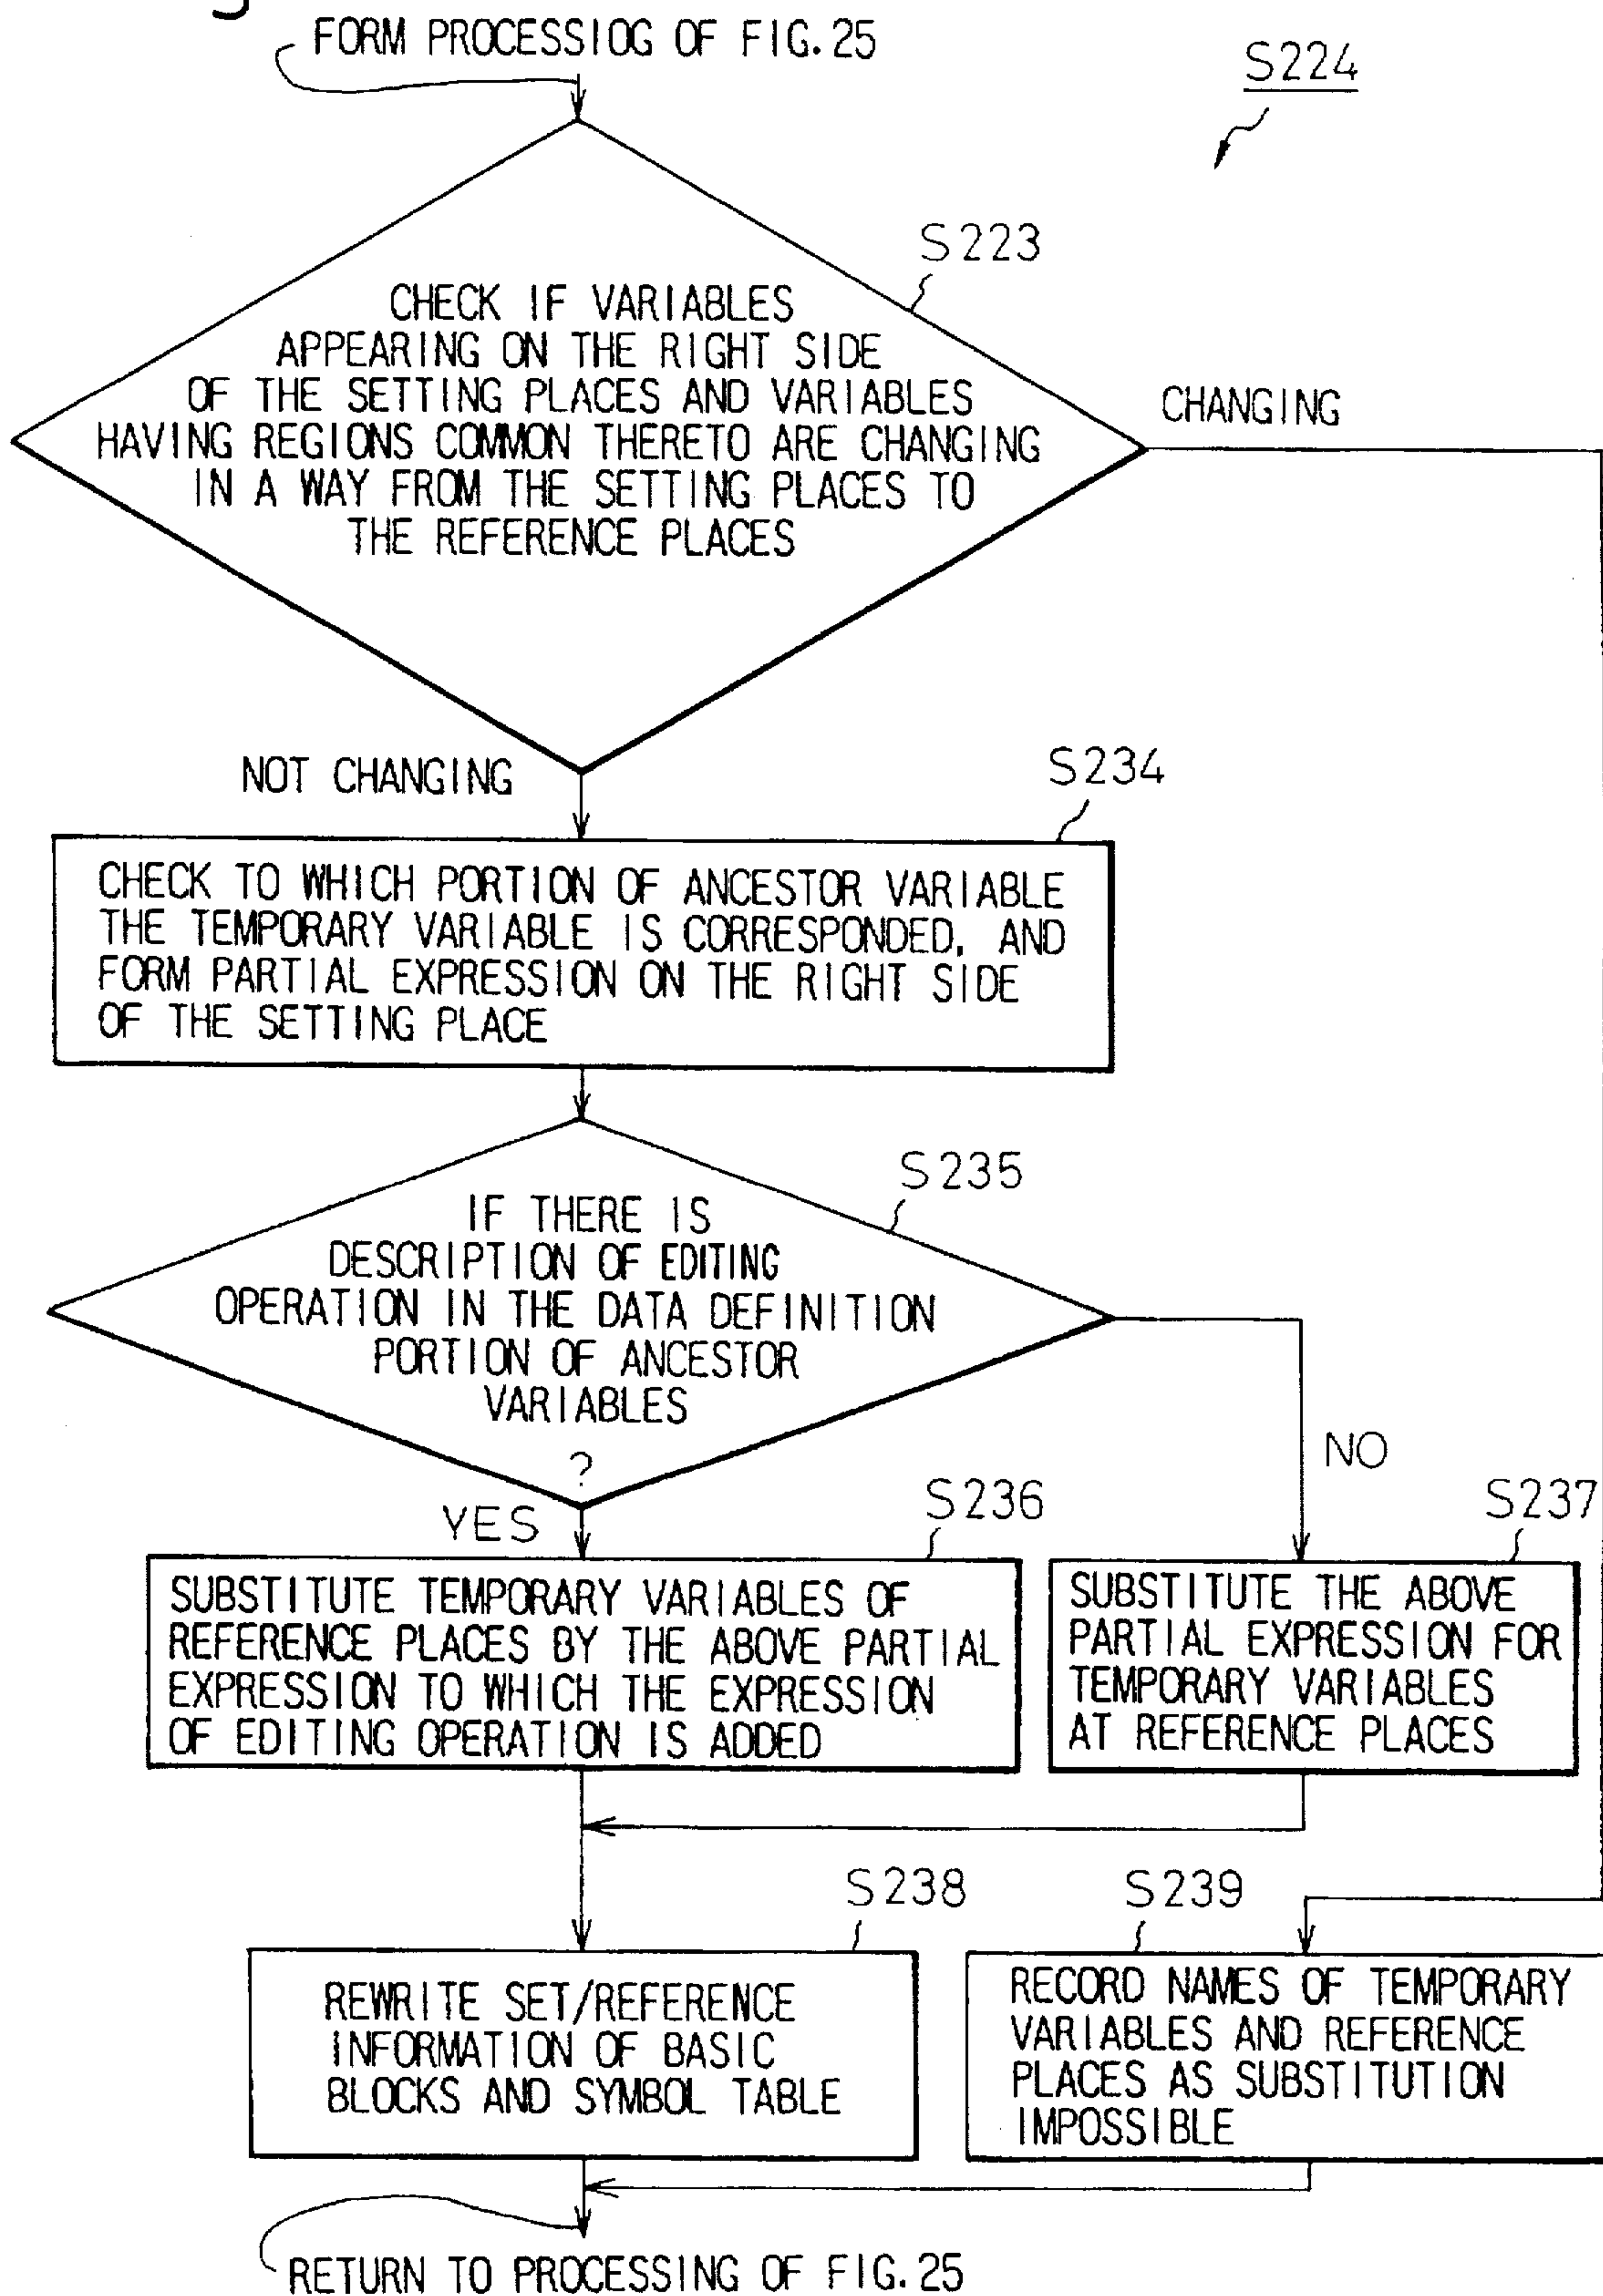 FORM PROCESSIOG OF FIG. 25
S224
S223
CHECK IF VARIABLES
APPEARING ON THE RIGHT SIDE
OF THE SETTING PLACES AND VARIABLES
HAVING REGIONS COMMON THERETO ARE CHANGING
IN A WAY FROM THE SETTING PLACES TO
THE REFERENCE PLACES
CHANGING
NOT CHANGING
S234
CHECK TO WHICH PORTION OF ANCESTOR VARIABLE
THE TEMPORARY VARIABLE IS CORRESPONDED, AND
FORM PARTIAL EXPRESSION ON THE RIGHT SIDE
OF THE SETTING PLACE
S235
IF THERE IS
DESCRIPTION OF EDITING
OPERATION IN THE DATA DEFINITION
PORTION OF ANCESTOR
VARIABLES
?
NO
YES
S236
SUBSTITUTE TEMPORARY VARIABLES OF
REFERENCE PLACES BY THE ABOVE PARTIAL
EXPRESSION TO WHICH THE EXPRESSION
OF EDITING OPERATION IS ADDED
S237
SUBSTITUTE THE ABOVE
PARTIAL EXPRESSION FOR
TEMPORARY VARIABLES
AT REFERENCE PLACES
S238
REWRITE SET/REFERENCE
INFORMATION OF BASIC
BLOCKS AND SYMBOL TABLE
S239
RECORD NAMES OF TEMPORARY
VARIABLES AND REFERENCE
PLACES AS SUBSTITUTION
IMPOSSIBLE
RETURN TO PROCESSING OF FIG. 25